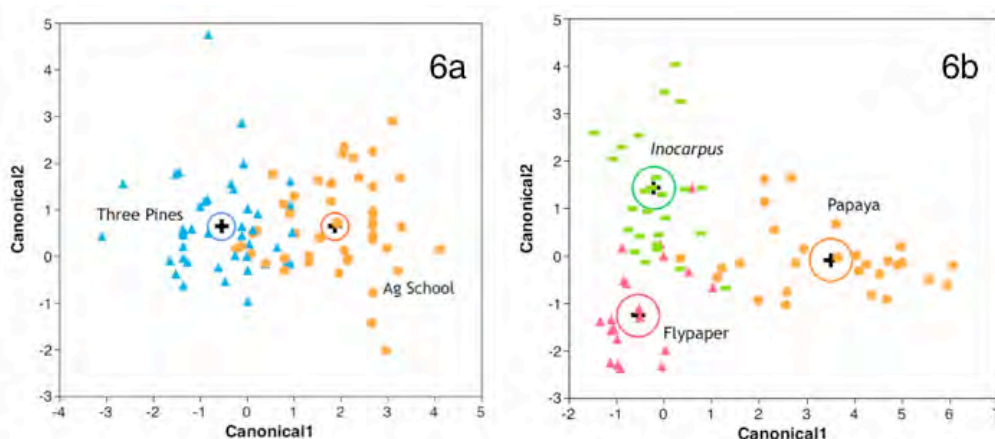 6a
Canonical2
5
4
3
2
1
0
-1
-2
-3
Three Pines
Ag School
-4 -3 -2 -1 0 1 2 3 4 5
Canonical1
6b
Canonical2
5
4
3
2
1
0
-1
-2
-3
Inocarpus
Papaya
Flypaper
-2 -1 0 1 2 3 4 5 6 7
Canonical1